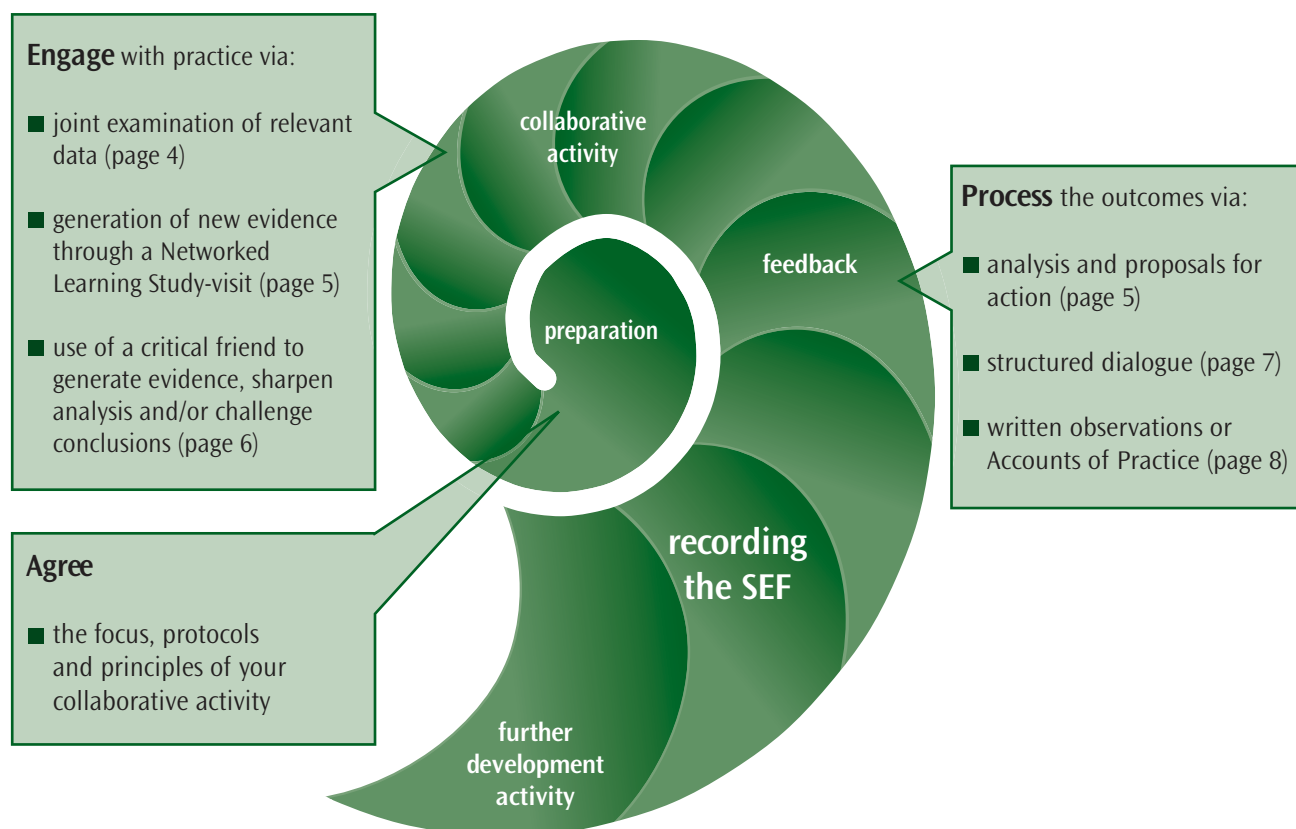 Engage with practice via:
■ joint examination of relevant
data (page 4)
■ generation of new evidence
through a Networked
Learning Study-visit (page 5)
■ use of a critical friend to
generate evidence, sharpen
analysis and/or challenge
conclusions (page 6)
Agree
■ the focus, protocols
and principles of your
collaborative activity
preparation
collaborative
activity
feedback
recording
the SEF
further
development
activity
Process the outcomes via:
■ analysis and proposals for
action (page 5)
■ structured dialogue (page 7)
■ written observations or
Accounts of Practice (page 8)